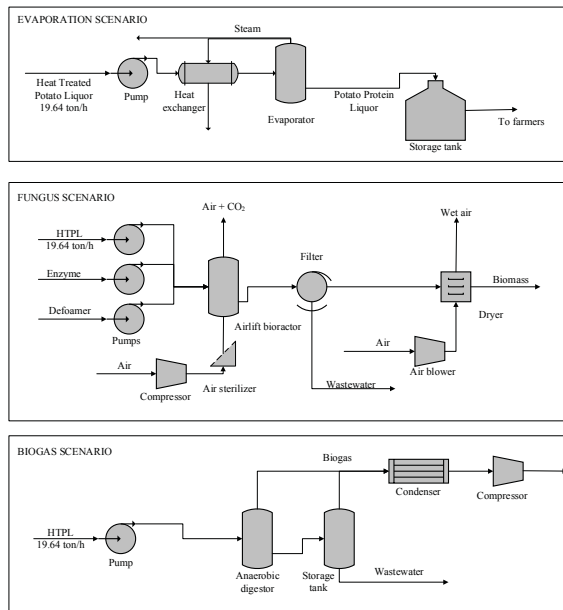 EVAPORATION SCENARIO
Steam
Heat Treated
Potato Liquor
19.64 ton/h
Pump
Heat
exchanger
Evaporator
Potato Protein
Liquor
Storage tank
To farmers
FUNGUS SCENARIO
HTPL
19.64 ton/h
Enzyme
Defoamer
Pumps
Air
Compressor
Air sterilizer
Air + CO₂
Airlift bioractor
Filter
Wastewater
Air
Air blower
Wet air
Dryer
Biomass
BIOGAS SCENARIO
HTPL
19.64 ton/h
Pump
Anaerobic
digestor
Biogas
Storage
tank
Wastewater
Condenser
Compressor